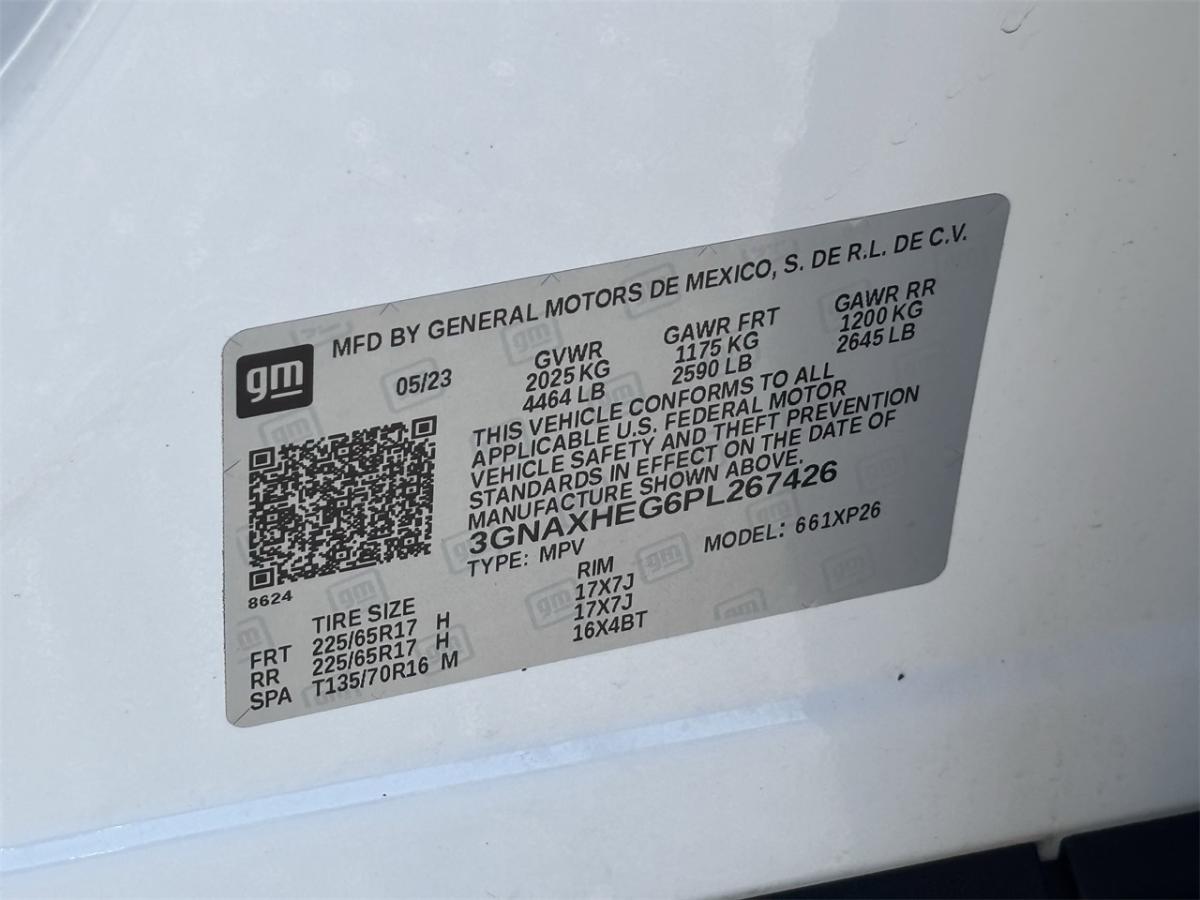 MFD BY GENERAL MOTORS DE MEXICO, S. DE R.L. DE C.V.
gm
05/23
GVWR
2025 KG
4464 LB
GAWR FRT
1175 KG
2590 LB
GAWR RR
1200 KG
2645 LB
THIS VEHICLE CONFORMS TO ALL
APPLICABLE U.S. FEDERAL MOTOR
VEHICLE SAFETY AND THEFT PREVENTION
STANDARDS IN EFFECT ON THE DATE OF
MANUFACTURE SHOWN ABOVE.
3GNAXHEG6PL267426
TYPE: MPV
MODEL: 661XP26
8624
TIRE SIZE RIM
FRT 225/65R17 H 17X7J
RR 225/65R17 H 17X7J
SPA T135/70R16 M 16X4BT